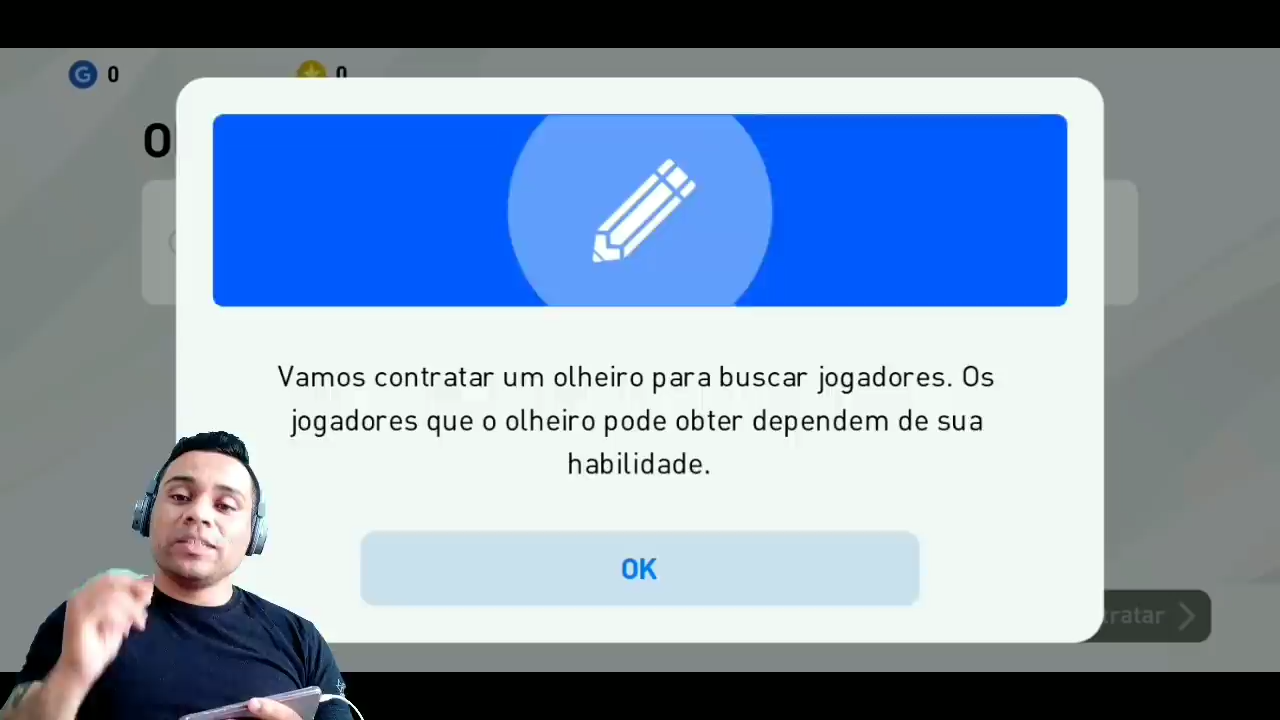 G 0
0
O
Vamos contratar um olheiro para buscar jogadores. Os
jogadores que o olheiro pode obter dependem de sua
habilidade.
OK
ratar